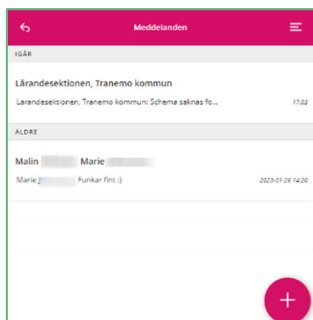 Meddelanden
IGÅR
Lärandesektionen, Tranemo kommun
Lärandesektionen, Tranemo kommun: Schema saknas fo...
17:03
ÄLDRE
Malin Marie
Marie J Funkar fint :)
2023-01-26 14:20